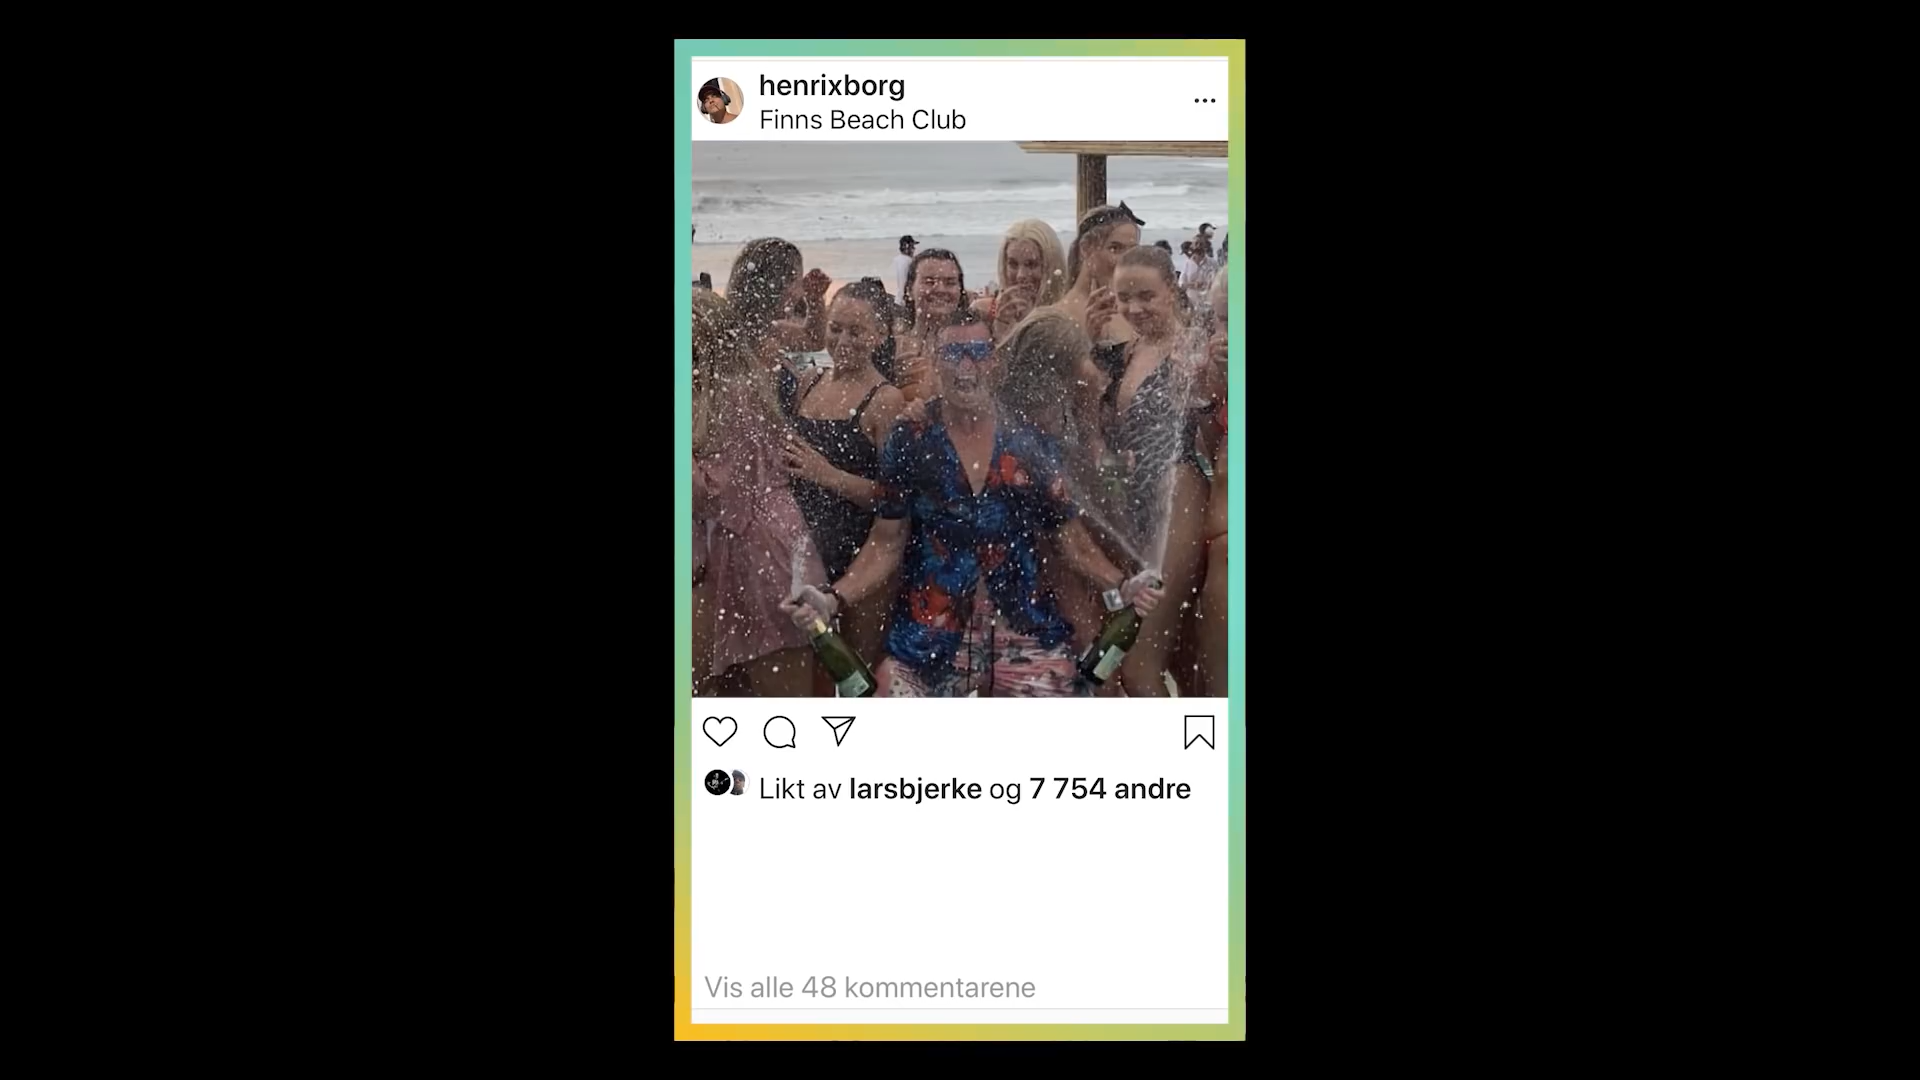 henrixborg
Finns Beach Club
Likt av larsbjerke og 7 754 andre
Vis alle 48 kommentarene